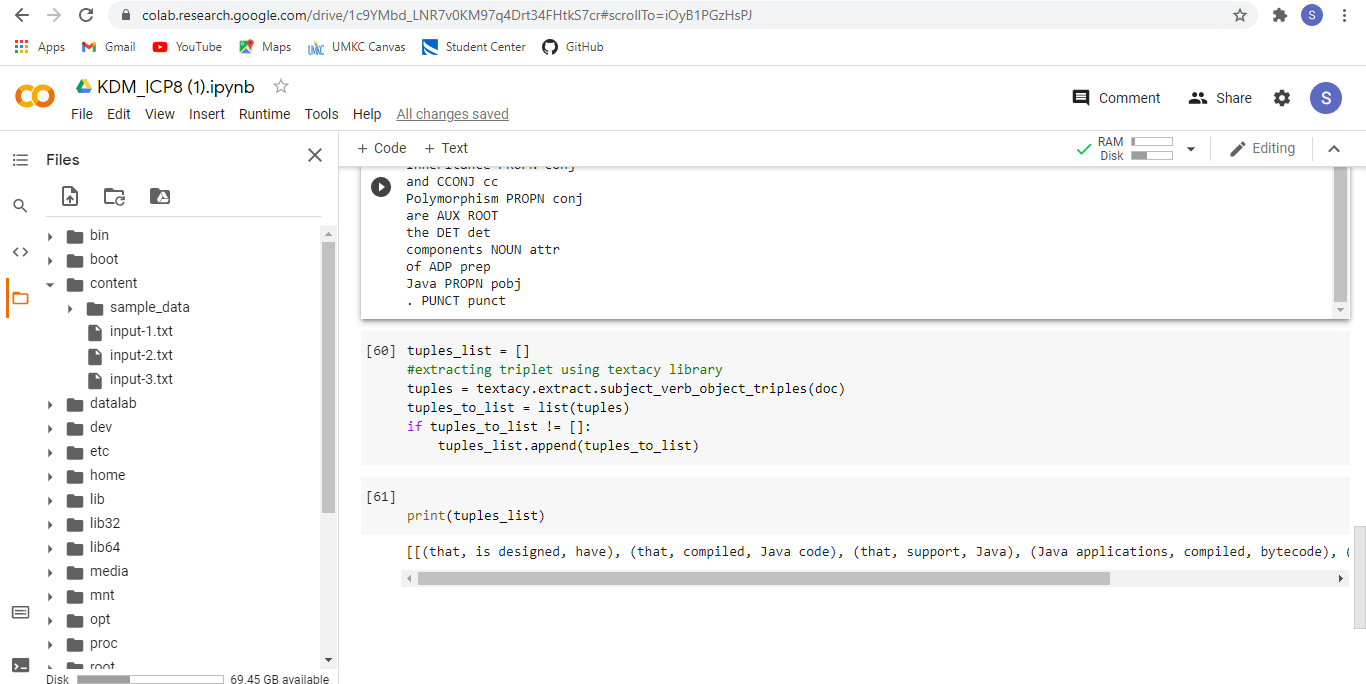 colab.research.google.com/drive/1c9YMbd_LNR7v0KM97q4Drt34FHtkS7cr#scrollTo=iOyB1PGzHsPJ
S
Apps Gmail YouTube Maps UMKC Canvas Student Center GitHub
KDM_ICP8 (1).ipynb
File Edit View Insert Runtime Tools Help All changes saved
Comment Share S
Files
+ Code + Text
RAM
Disk
Editing
bin
boot
content
sample_data
input-1.txt
input-2.txt
input-3.txt
datalab
dev
etc
home
lib
lib32
lib64
media
mnt
opt
proc
root
Disk 69.45 GB available
Inheritance PROPN conj
and CCONJ cc
Polymorphism PROPN conj
are AUX ROOT
the DET det
components NOUN attr
of ADP prep
Java PROPN pobj
. PUNCT punct
[60] tuples_list = []
#extracting triplet using textacy library
tuples = textacy.extract.subject_verb_object_triples(doc)
tuples_to_list = list(tuples)
if tuples_to_list != []:
    tuples_list.append(tuples_to_list)
[61]
print(tuples_list)
[[(that, is designed, have), (that, compiled, Java code), (that, support, Java), (Java applications, compiled, bytecode), (